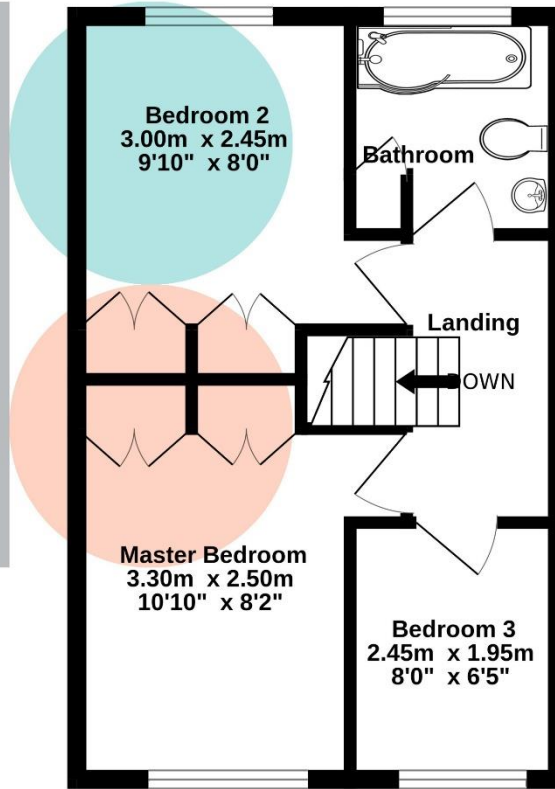 Bedroom 2
3.00m x 2.45m
9'10" x 8'0"
Bathroom
Landing
DOWN
Master Bedroom
3.30m x 2.50m
10'10" x 8'2"
Bedroom 3
2.45m x 1.95m
8'0" x 6'5"